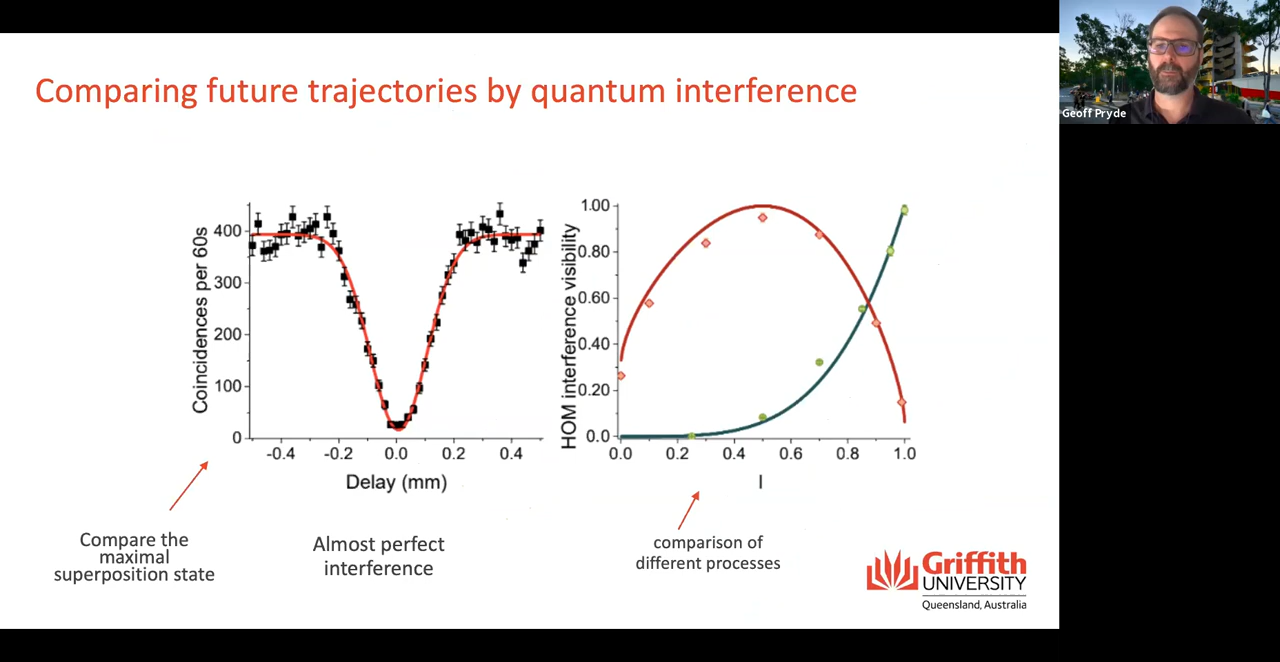 Geoff Pryde
Comparing future trajectories by quantum interference
Coincidences per 60s
400
300
200
100
0
-0.4
-0.2
0.0
0.2
0.4
Delay (mm)
HOM interference visibility
1.00
0.80
0.60
0.40
0.20
0.0
0.0
0.2
0.4
0.6
0.8
1.0
I
Compare the
maximal
superposition state
Almost perfect
interference
comparison of
different processes
Griffith
UNIVERSITY
Queensland, Australia